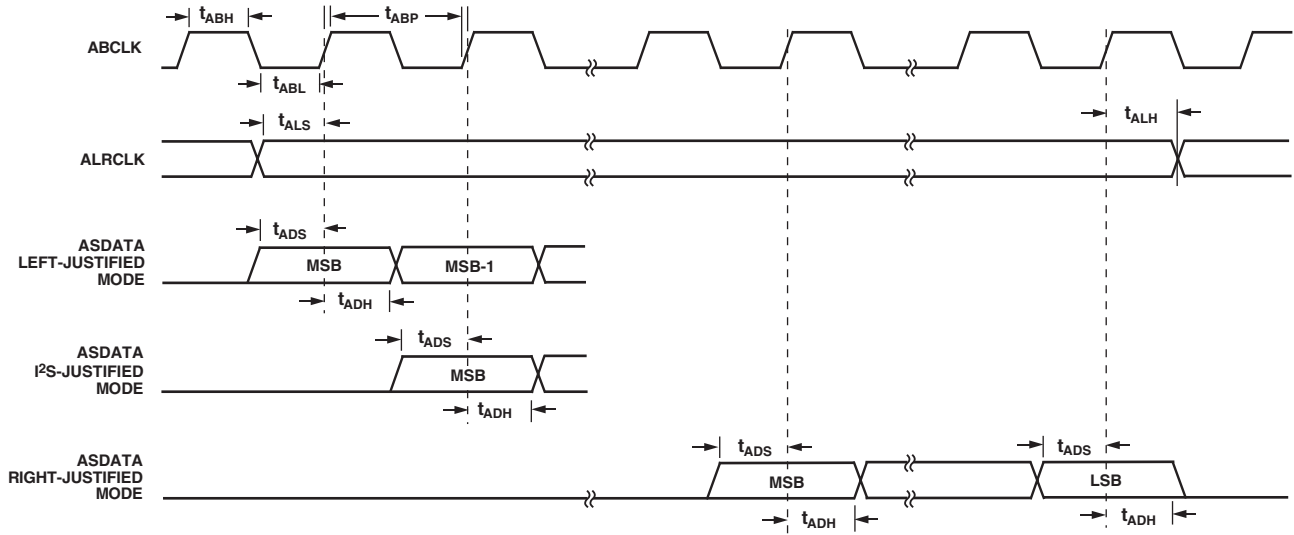 tABH
tABP
ABCLK
tABL
tALS
tALH
ALRCLK
tADS
ASDATA
LEFT-JUSTIFIED
MODE
MSB
MSB-1
tADH
tADS
ASDATA
I²S-JUSTIFIED
MODE
MSB
tADH
tADS
tADS
ASDATA
RIGHT-JUSTIFIED
MODE
MSB
LSB
tADH
tADH